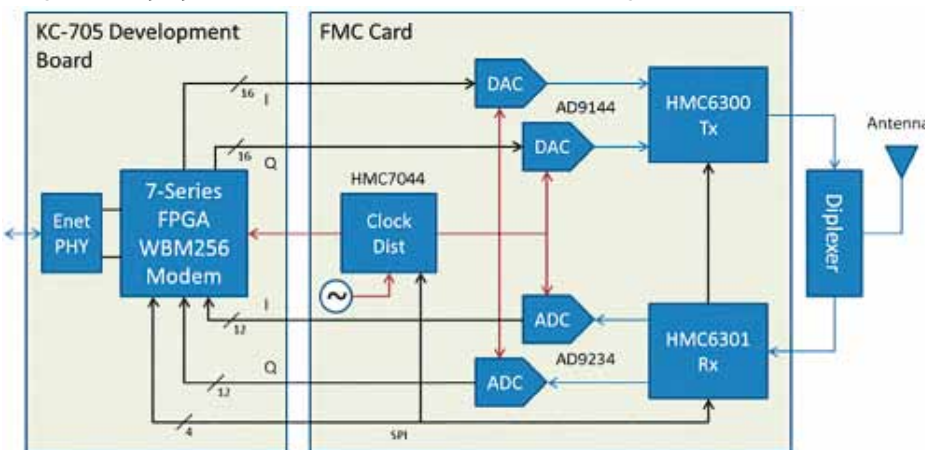 KC-705 Development
Board
FMC Card
16
I
DAC
AD9144
HMC6300
Tx
Antenna
16
Q
DAC
HMC7044
7-Series
FPGA
WBM256
Modem
Enet
PHY
Clock
Dist
Diplexer
I
12
ADC
AD9234
HMC6301
Rx
Q
12
ADC
4
SPI